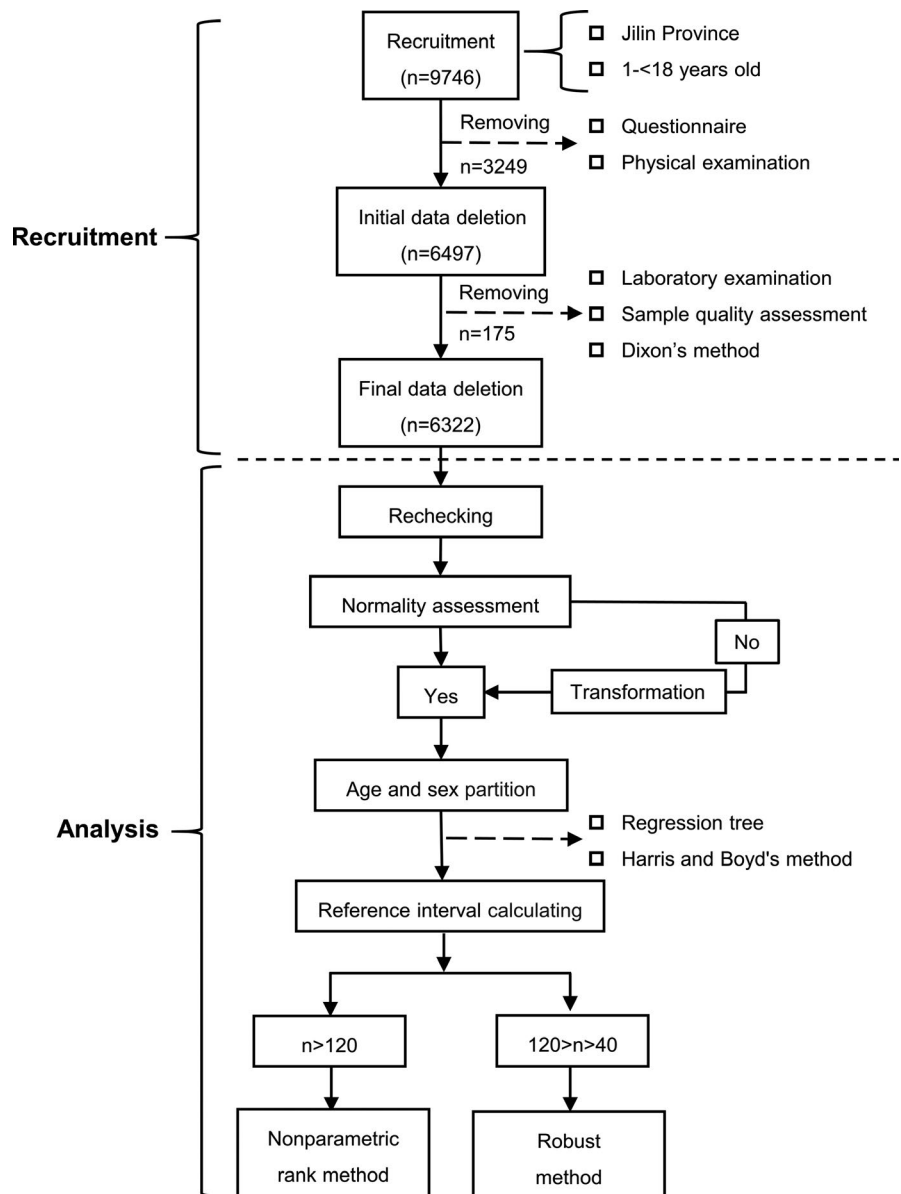 Recruitment
(n=9746)
Jilin Province
1-<18 years old
Removing
n=3249
Questionnaire
Physical examination
Initial data deletion
(n=6497)
Recruitment
Removing
n=175
Laboratory examination
Sample quality assessment
Dixon's method
Final data deletion
(n=6322)
Rechecking
Normality assessment
No
Yes
Transformation
Age and sex partition
Analysis
Regression tree
Harris and Boyd's method
Reference interval calculating
n>120
120>n>40
Nonparametric
rank method
Robust
method